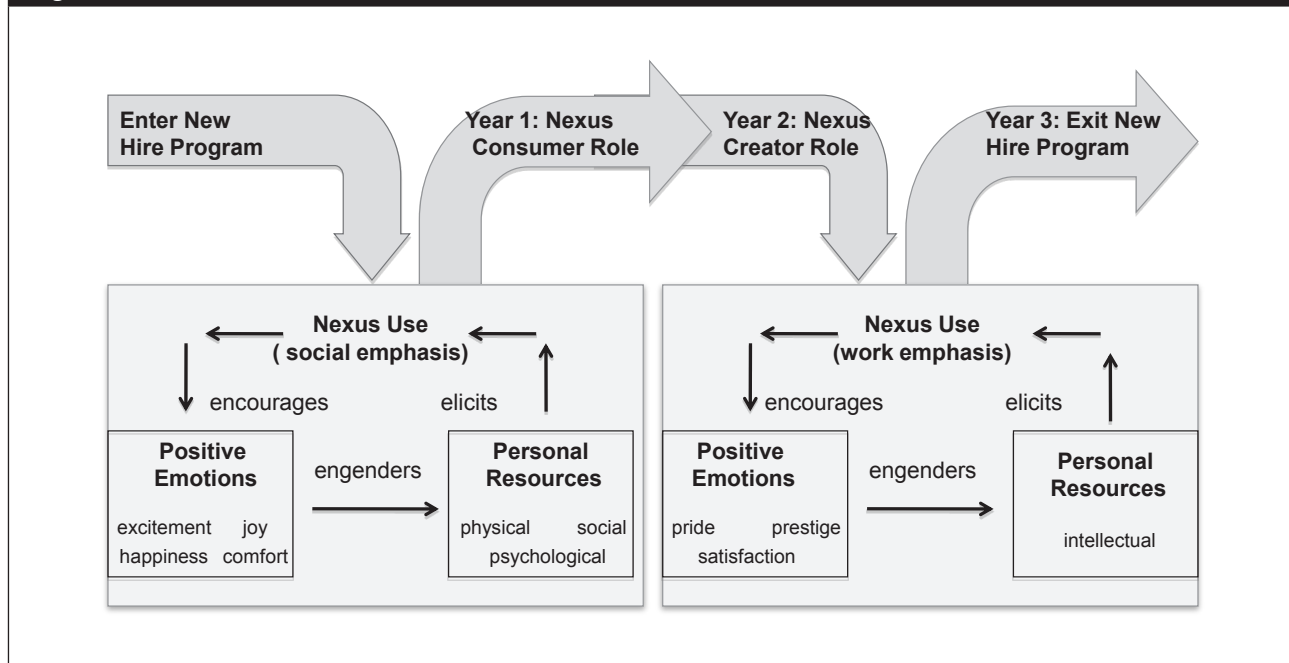 Enter New
Hire Program
Year 1: Nexus
Consumer Role
Year 2: Nexus
Creator Role
Year 3: Exit New
Hire Program
Nexus Use
( social emphasis)
encourages
elicits
Positive
Emotions
excitement joy
happiness comfort
engenders
Personal
Resources
physical social
psychological
Nexus Use
(work emphasis)
encourages
elicits
Positive
Emotions
pride prestige
satisfaction
engenders
Personal
Resources
intellectual